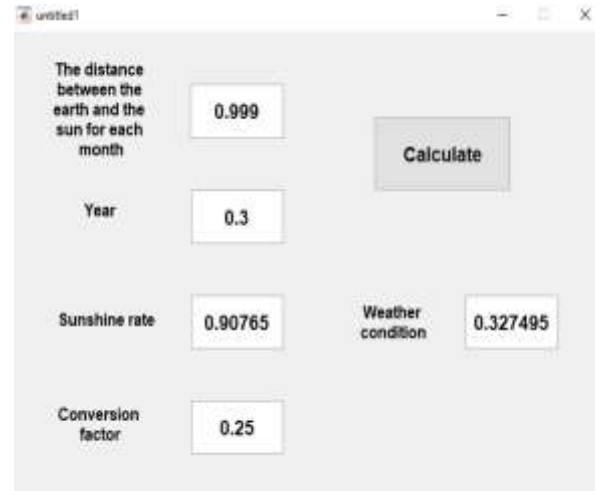 untitled1
The distance
between the
earth and the
sun for each
month
0.999
Calculate
Year
0.3
Sunshine rate
0.90765
Weather
condition
0.327495
Conversion
factor
0.25